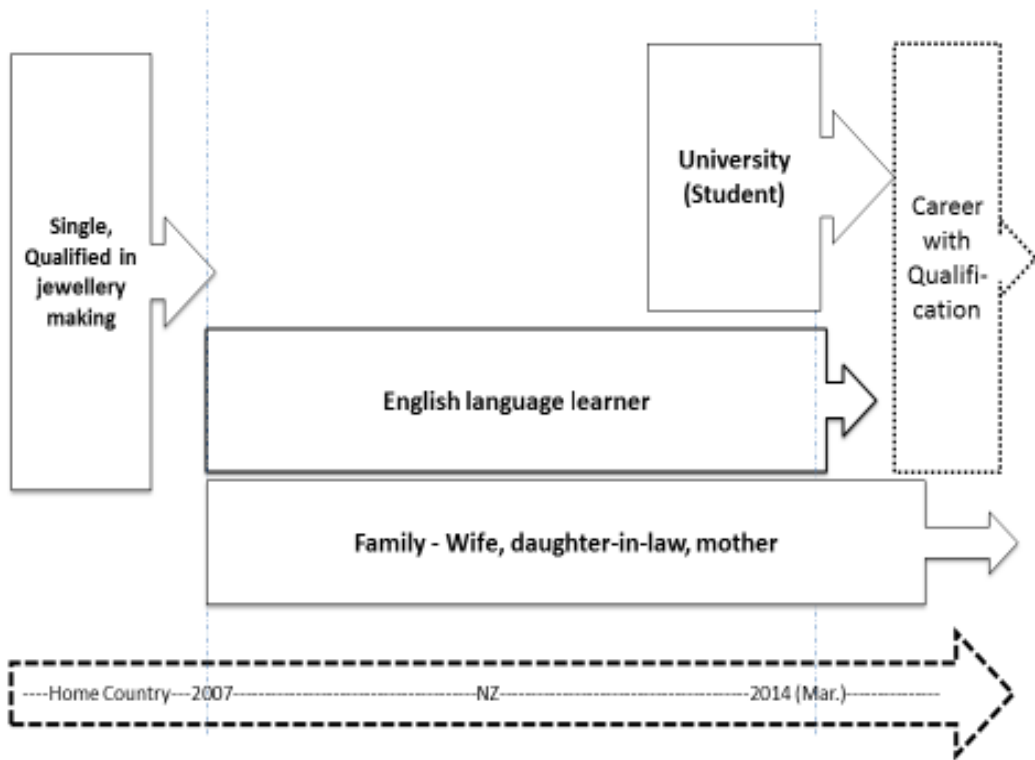 Single,
Qualified in
jewellery
making
University
(Student)
Career
with
Qualifi-
cation
English language learner
Family - Wife, daughter-in-law, mother
----Home Country---2007---NZ---2014 (Mar.)---